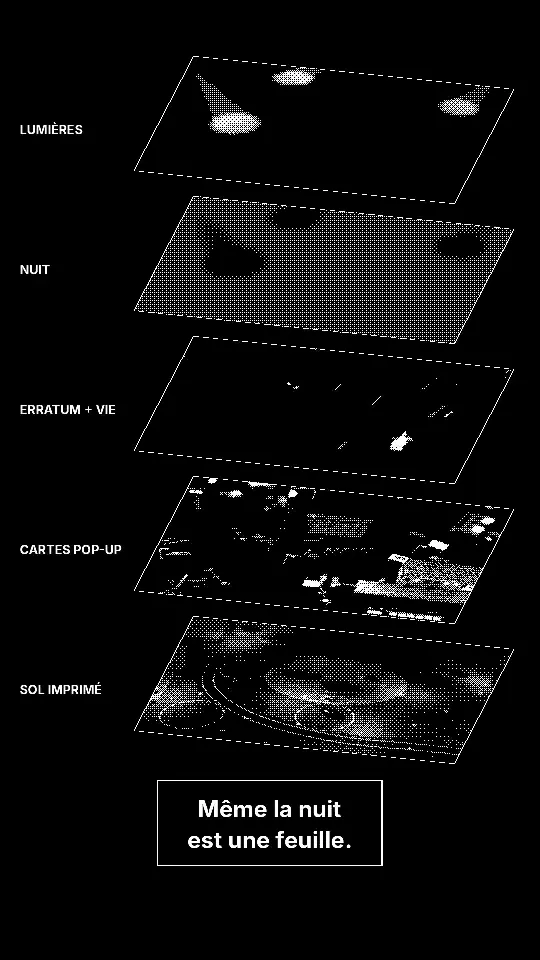 LUMIÈRES
NUIT
ERRATUM + VIE
CARTES POP-UP
SOL IMPRIMÉ
Même la nuit
est une feuille.